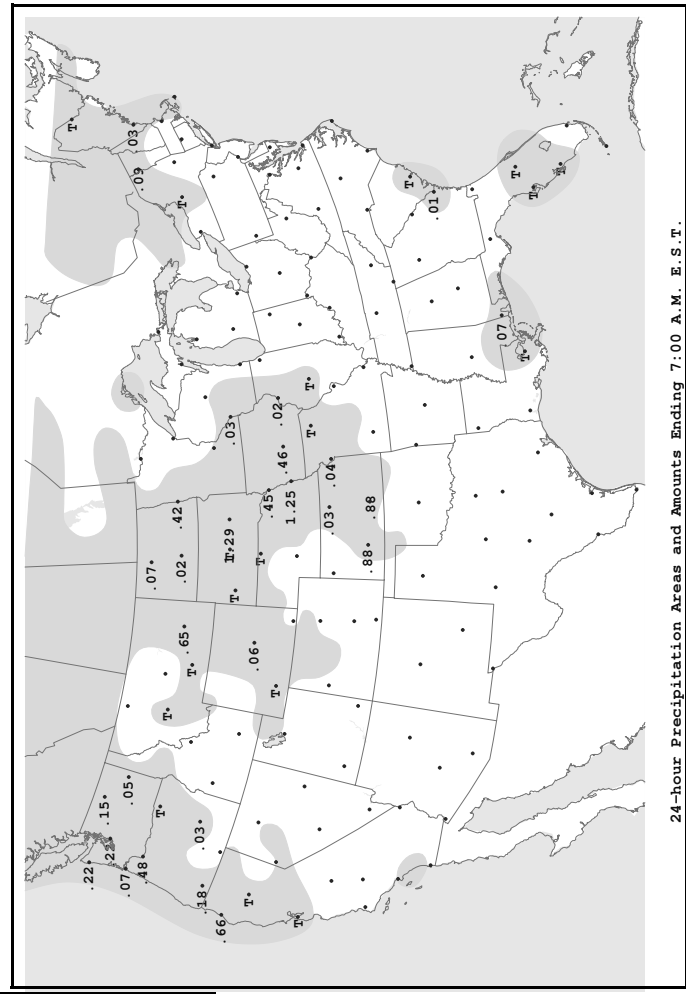 T
.22
.15
.22
.07
.05
.03
.09
.48
.07
T
T
.42
.02
T
.65
T
.03
.18
.66
.29
.03
T
T
.06
T
.45
T
.02
.46
1.25
T
T
T
.03
.04
.88
.88
T
.01
.07
T
T
T
T
24-hour Precipitation Areas and Amounts Ending 7:00 A.M. E.S.T.